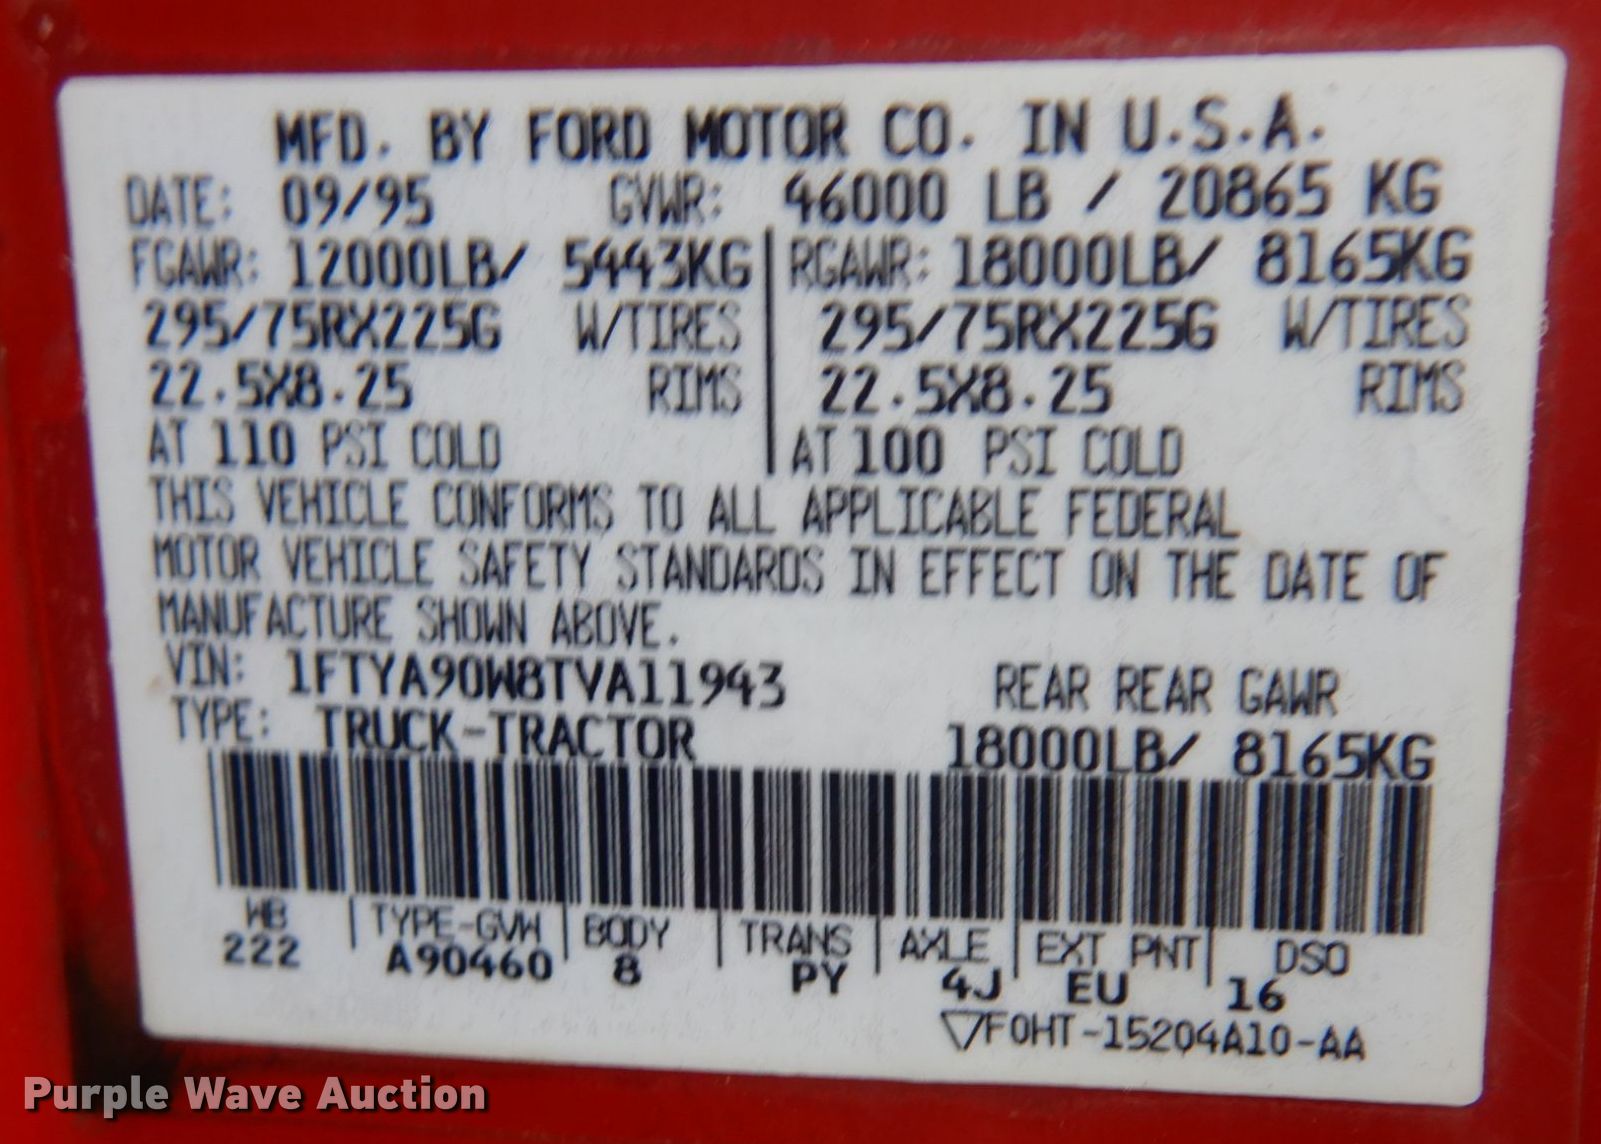 MFD. BY FORD MOTOR CO. IN U.S.A.
DATE: 09/95 GVWR: 46000 LB / 20865 KG
FGAWR: 12000LB/ 5443KG RGAWR: 18000LB/ 8165KG
295/75RX225G W/TIRES 295/75RX225G W/TIRES
22.5X8.25 RIMS 22.5X8.25 RIMS
AT 110 PSI COLD AT 100 PSI COLD
THIS VEHICLE CONFORMS TO ALL APPLICABLE FEDERAL
MOTOR VEHICLE SAFETY STANDARDS IN EFFECT ON THE DATE OF
MANUFACTURE SHOWN ABOVE.
VIN: 1FTYA90W8TVA11943 REAR REAR GAWR
TYPE: TRUCK-TRACTOR 18000LB/ 8165KG
WB TYPE-GVW BODY TRANS AXLE EXT PNT DSO
222 A90460 8 PY 4J EU 16
▽F0HT-15204A10-AA
Purple Wave Auction